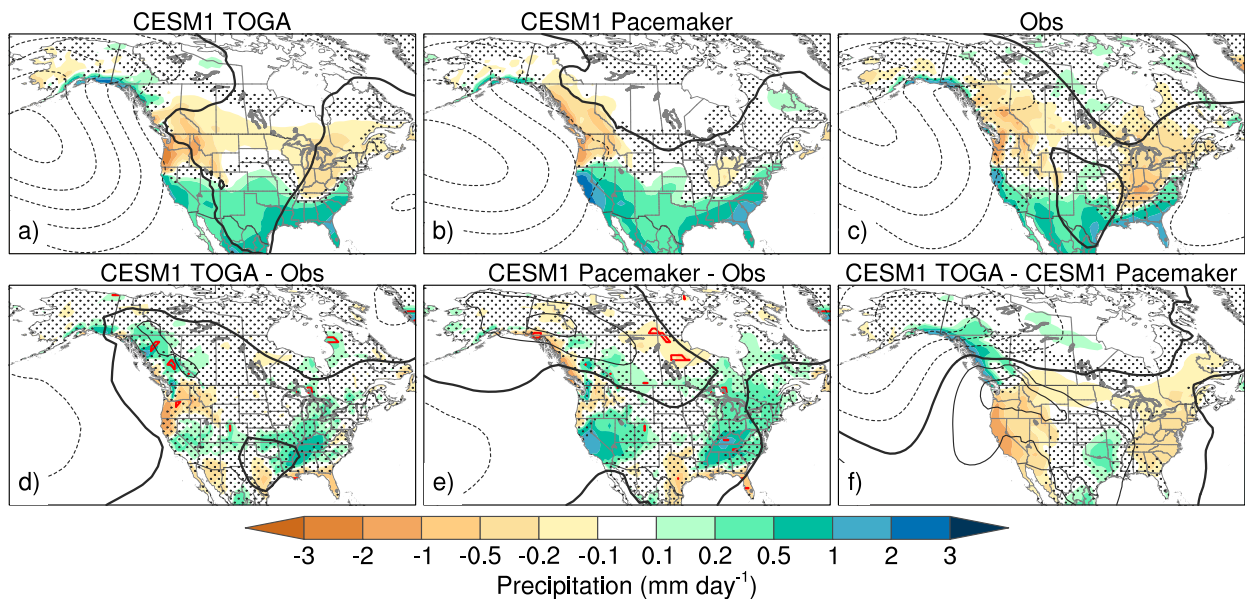 CESM1 TOGA
CESM1 Pacemaker
Obs
a)
b)
c)
CESM1 TOGA - Obs
CESM1 Pacemaker - Obs
CESM1 TOGA - CESM1 Pacemaker
d)
e)
f)
-3 -2 -1 -0.5 -0.2 -0.1 0.1 0.2 0.5 1 2 3
Precipitation (mm day⁻¹)